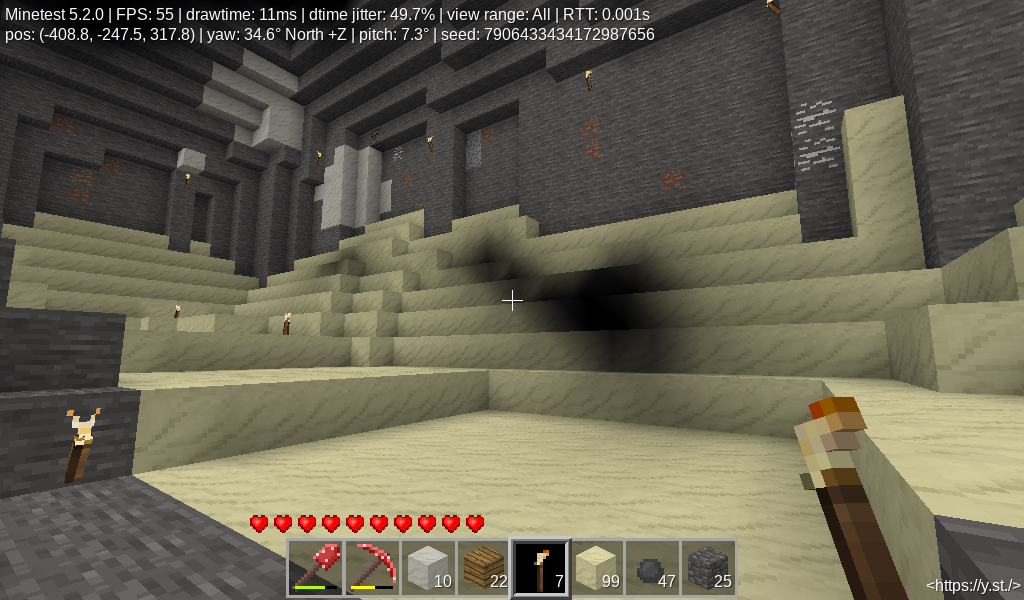 Minetest 5.2.0 | FPS: 55 | drawtime: 11ms | dtime jitter: 49.7% | view range: All | RTT: 0.001s
pos: (-408.8, -247.5, 317.8) | yaw: 34.6° North +Z | pitch: 7.3° | seed: 7906433434172987656
10 22 7 99 47 25
<https://y.st./>